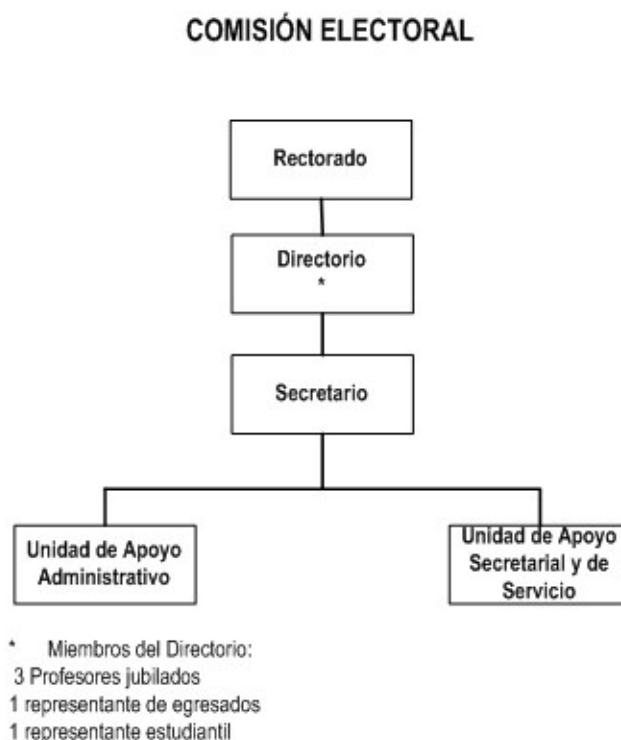 COMISIÓN ELECTORAL
Rectorado
Directorio
*
Secretario
Unidad de Apoyo
Administrativo
Unidad de Apoyo
Secretarial y de
Servicio
* Miembros del Directorio:
3 Profesores jubilados
1 representante de egresados
1 representante estudiantil